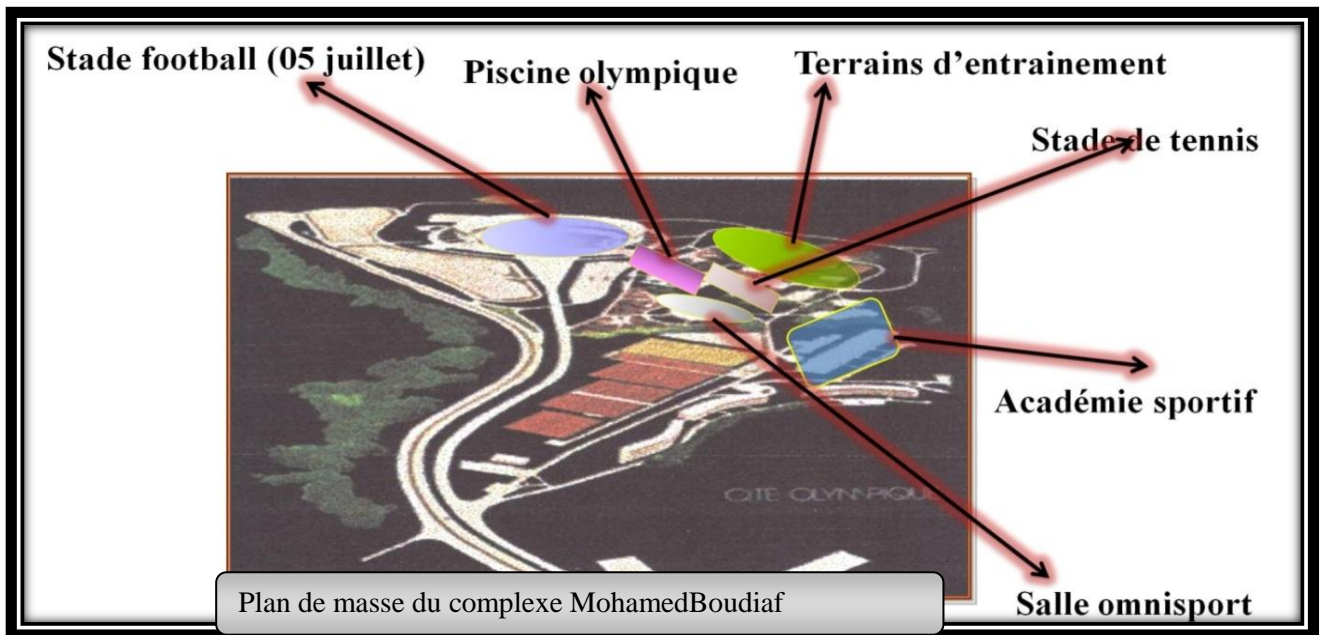 Stade football (05 juillet)
Piscine olympique
Terrains d’entrainement
Stade de tennis
Académie sportif
CITE OLYMPIQUE
Plan de masse du complexe MohamedBoudiaf
Salle omnisport